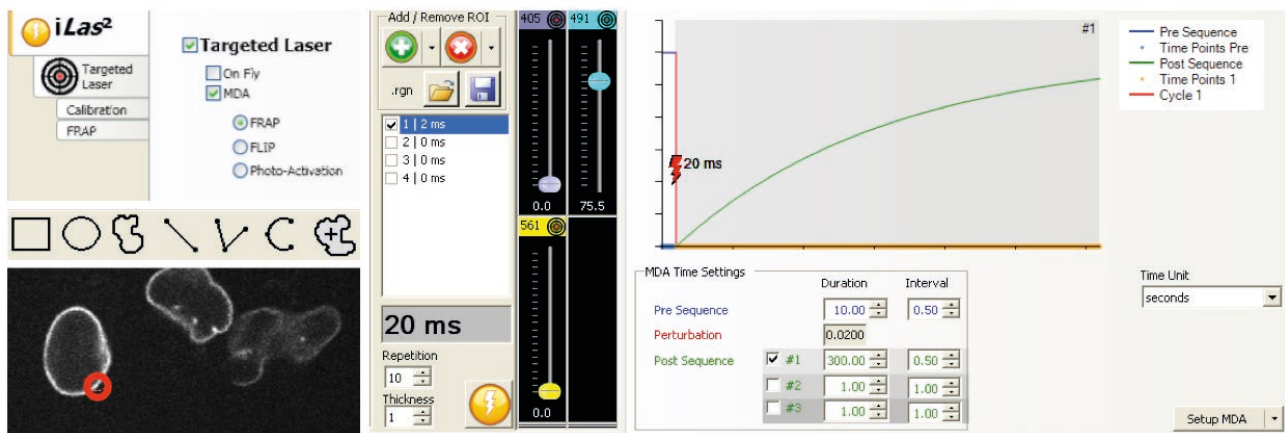 iLas²
Targeted
Laser
Calibration
FRAP
Targeted Laser
On Fly
MDA
FRAP
FLIP
Photo-Activation
Add / Remove ROI
.rgn
1 | 2 ms
2 | 0 ms
3 | 0 ms
4 | 0 ms
20 ms
Repetition
10
Thickness
1
405
491
0.0
75.5
561
0.0
#1
20 ms
Pre Sequence
Time Points Pre
Post Sequence
Time Points 1
Cycle 1
MDA Time Settings
Duration Interval
Pre Sequence 10.00 0.50
Perturbation 0.0200
Post Sequence #1 300.00 0.50
#2 1.00 1.00
#3 1.00 1.00
Time Unit
seconds
Setup MDA